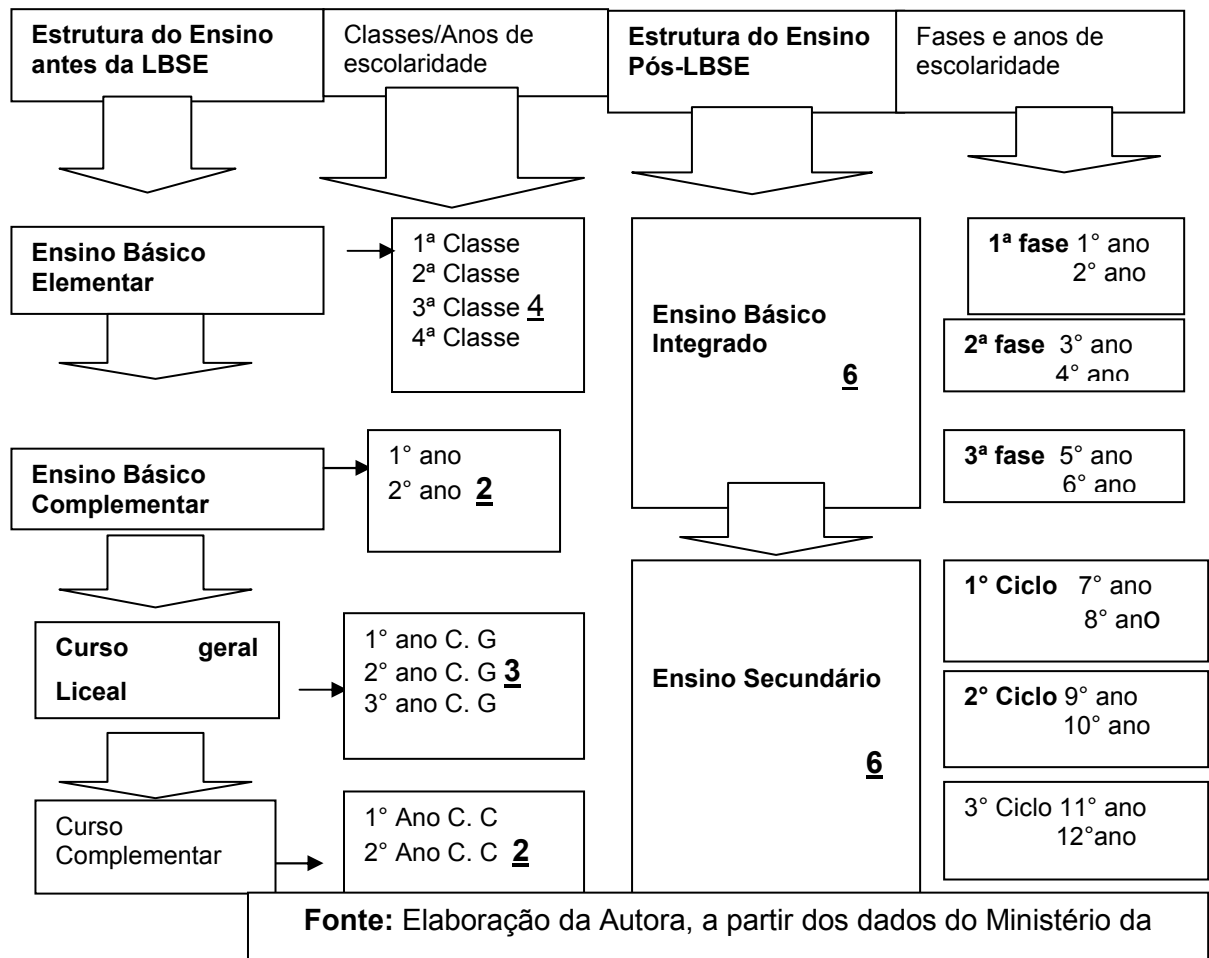 Estrutura do Ensino
antes da LBSE
Classes/Anos de
escolaridade
Estrutura do Ensino
Pós-LBSE
Fases e anos de
escolaridade
Ensino Básico
Elementar
1ª Classe
2ª Classe
3ª Classe 4
4ª Classe
Ensino Básico
Complementar
1° ano
2° ano 2
Curso geral
Liceal
1° ano C. G
2° ano C. G 3
3° ano C. G
Curso
Complementar
1° Ano C. C
2° Ano C. C 2
Ensino Básico
Integrado
6
1ª fase 1° ano
2° ano
2ª fase 3° ano
4° ano
3ª fase 5° ano
6° ano
Ensino Secundário
6
1° Ciclo 7° ano
8° anO
2° Ciclo 9° ano
10° ano
3° Ciclo 11° ano
12°ano
Fonte: Elaboração da Autora, a partir dos dados do Ministério da